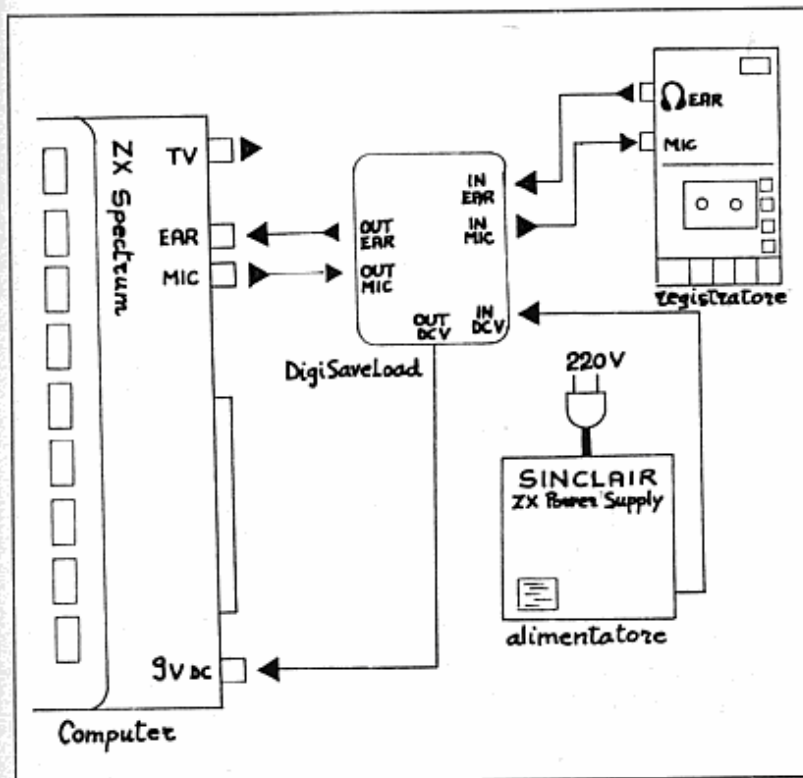 ZX Spectrum
TV
EAR
MIC
9V DC
Computer
OUT
EAR
OUT
MIC
IN
EAR
IN
MIC
OUT
DCV
IN
DCV
DigiSaveLoad
EAR
MIC
registratore
220V
SINCLAIR
ZX Power Supply
alimentatore